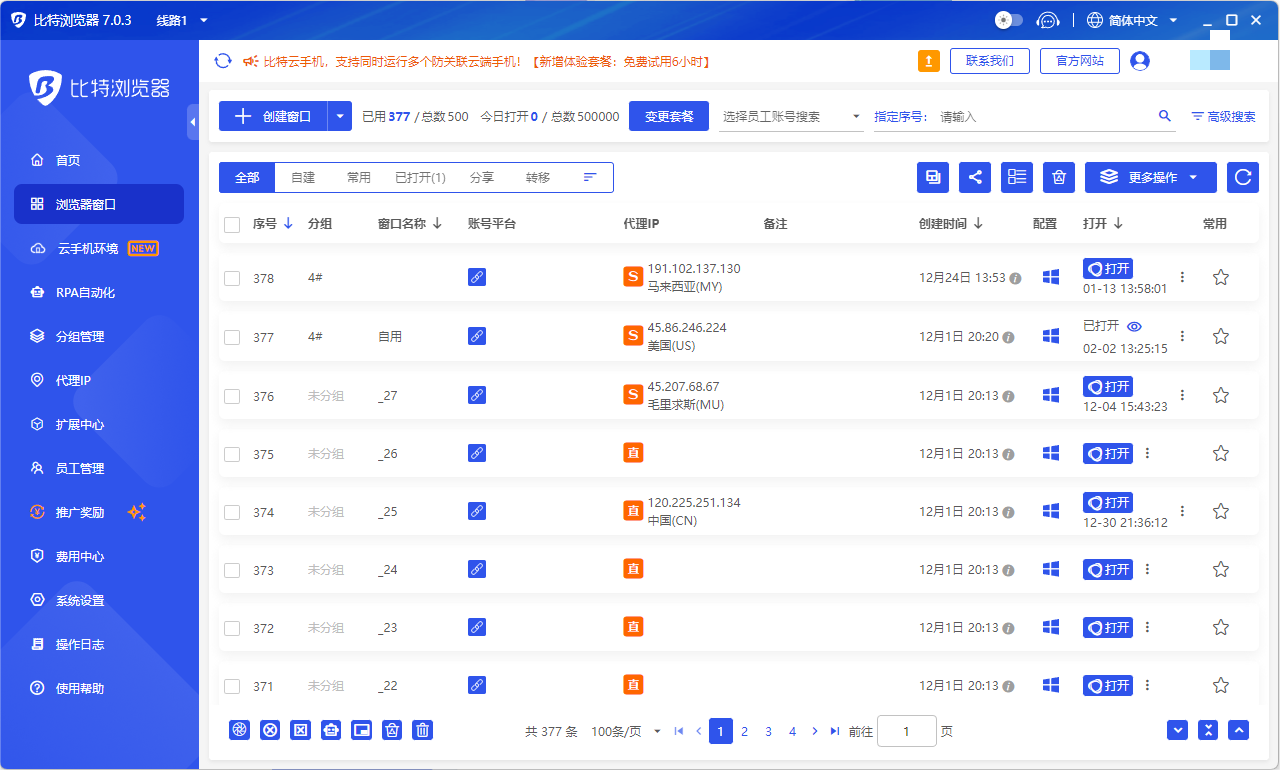 比特浏览器 7.0.3 线路1 简体中文
比特浏览器
首页
浏览器窗口
云手机环境 NEW
RPA自动化
分组管理
代理IP
扩展中心
员工管理
推广奖励
费用中心
系统设置
操作日志
使用帮助
比特云手机，支持同时运行多个防关联云端手机！【新增体验套餐：免费试用6小时】 联系我们 官方网站
创建窗口 已用 377 / 总数 500 今日打开 0 / 总数 500000 变更套餐 选择员工账号搜索 指定序号： 请输入 高级搜索
全部 自建 常用 已打开(1) 分享 转移 更多操作
序号 分组 窗口名称 账号平台 代理IP 备注 创建时间 配置 打开 常用
378 4# S 191.102.137.130 马来西亚(MY) 12月24日 13:53 打开 01-13 13:58:01
377 4# 自用 S 45.86.246.224 美国(US) 12月1日 20:20 已打开 02-02 13:25:15
376 未分组 _27 S 45.207.68.67 毛里求斯(MU) 12月1日 20:13 打开 12-04 15:43:23
375 未分组 _26 直 12月1日 20:13 打开
374 未分组 _25 直 120.225.251.134 中国(CN) 12月1日 20:13 打开 12-30 21:36:12
373 未分组 _24 直 12月1日 20:13 打开
372 未分组 _23 直 12月1日 20:13 打开
371 未分组 _22 直 12月1日 20:13 打开
共 377 条 100条/页 1 2 3 4 前往 1 页